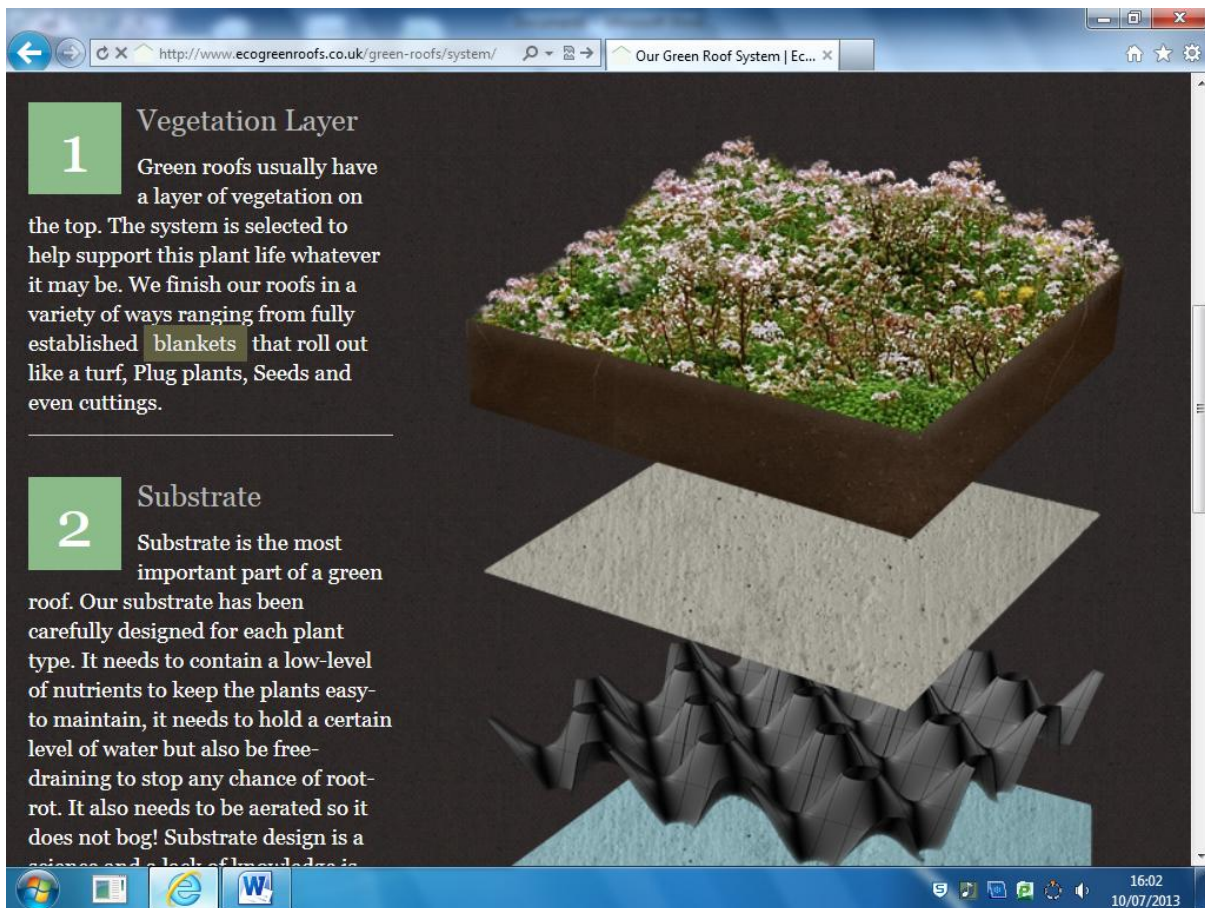 http://www.ecogreenroofs.co.uk/green-roofs/system/
Our Green Roof System | Ec...
1
Vegetation Layer
Green roofs usually have
a layer of vegetation on
the top. The system is selected to
help support this plant life whatever
it may be. We finish our roofs in a
variety of ways ranging from fully
established blankets that roll out
like a turf, Plug plants, Seeds and
even cuttings.
2
Substrate
Substrate is the most
important part of a green
roof. Our substrate has been
carefully designed for each plant
type. It needs to contain a low-level
of nutrients to keep the plants easy-
to maintain, it needs to hold a certain
level of water but also be free-
draining to stop any chance of root-
rot. It also needs to be aerated so it
does not bog! Substrate design is a
science and a lack of knowledge is
16:02
10/07/2013